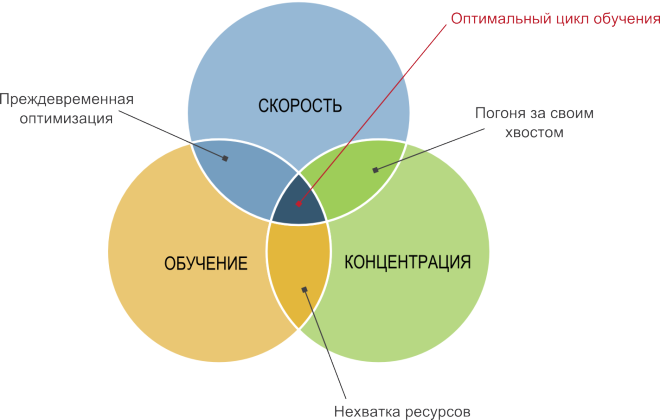 Оптимальный цикл обучения
Преждевременная
оптимизация
СКОРОСТЬ
Погоня за своим
хвостом
ОБУЧЕНИЕ
КОНЦЕНТРАЦИЯ
Нехватка ресурсов